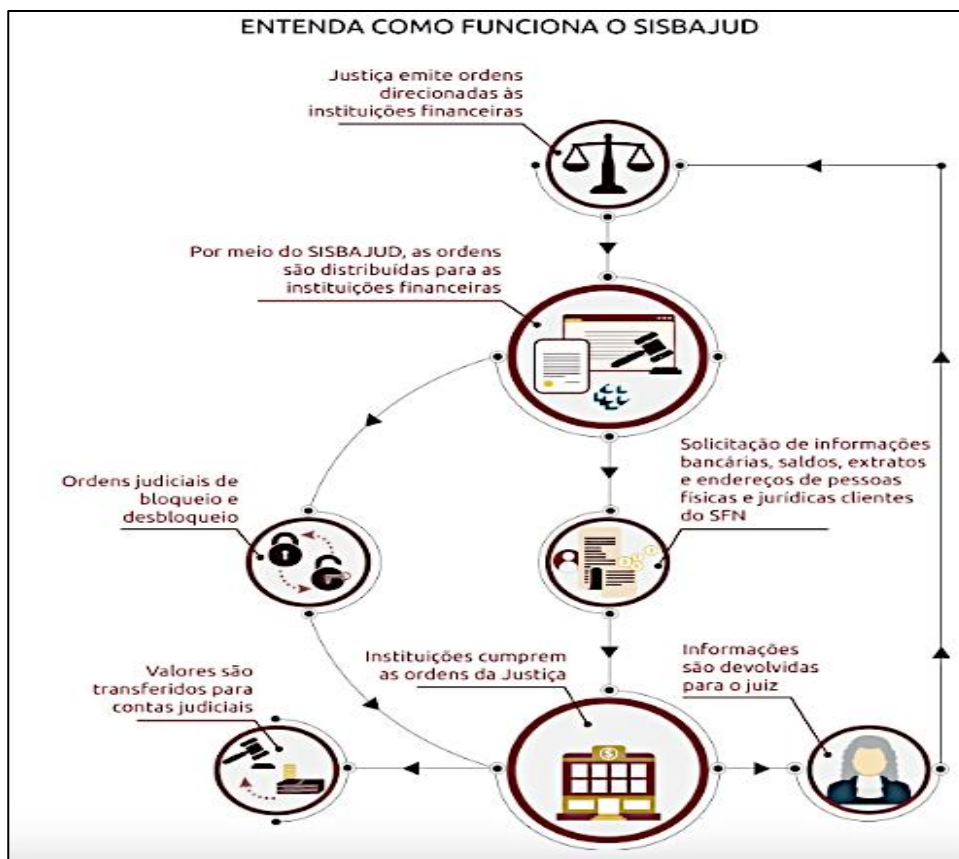 ENTENDA COMO FUNCIONA O SISBAJUD
Justiça emite ordens
direcionadas às
instituições financeiras
Por meio do SISBAJUD, as ordens
são distribuídas para as
instituições financeiras
Solicitação de informações
bancárias, saldos, extratos
e endereços de pessoas
físicas e jurídicas clientes
do SFN
Ordens judiciais de
bloqueio e
desbloqueio
Instituições cumprem
as ordens da Justiça
Informações
são devolvidas
para o juiz
Valores são
transferidos para
contas judiciais